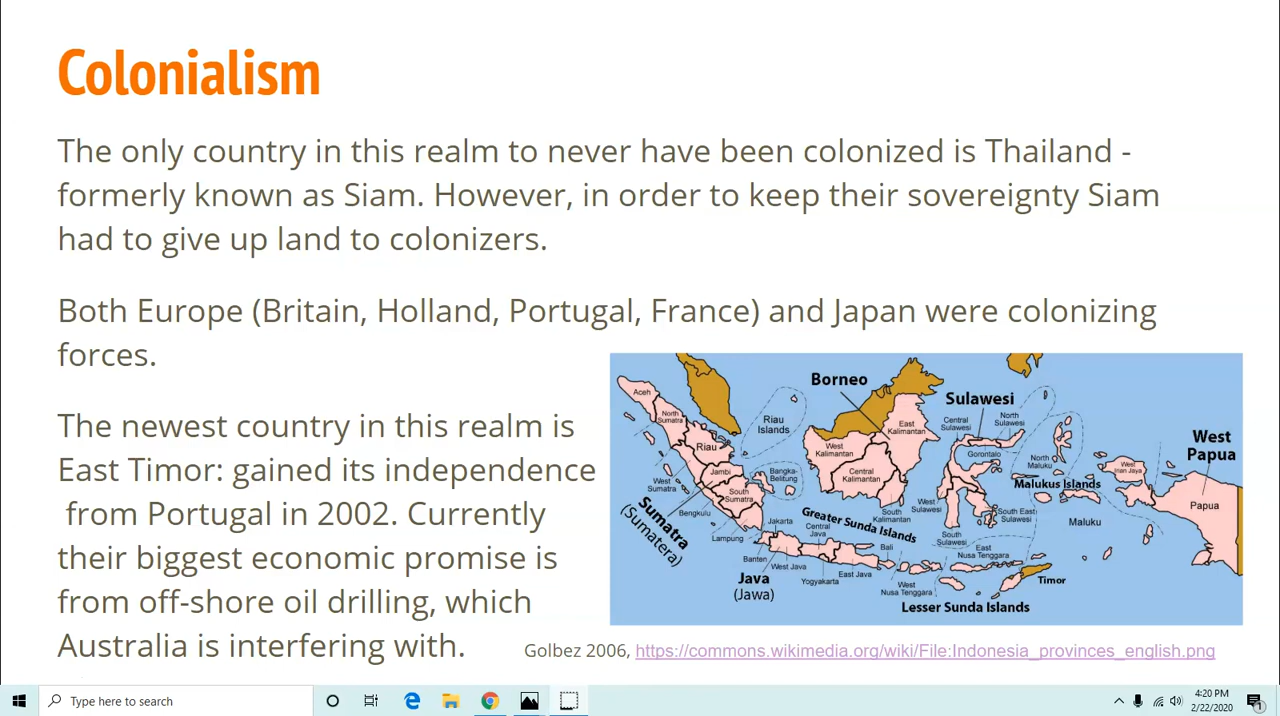 Colonialism
The only country in this realm to never have been colonized is Thailand -
formerly known as Siam. However, in order to keep their sovereignty Siam
had to give up land to colonizers.
Both Europe (Britain, Holland, Portugal, France) and Japan were colonizing
forces.
The newest country in this realm is
East Timor: gained its independence
from Portugal in 2002. Currently
their biggest economic promise is
from off-shore oil drilling, which
Australia is interfering with.
Borneo
Sulawesi
West
Papua
Aceh
North
Sumatra
Riau
Islands
Riau
West
Sumatra
Jambi
Bangka-
Belitung
South
Sumatra
Bengkulu
Lampung
Sumatra
(Sumatera)
West
Kalimantan
East
Kalimantan
Central
Kalimantan
South
Kalimantan
Central
Sulawesi
North
Sulawesi
Gorontalo
West
Sulawesi
South East
Sulawesi
South
Sulawesi
North
Maluku
Malukus Islands
Maluku
West
Irian Jaya
Papua
Greater Sunda Islands
Jakarta
Central
Java
Banten
West Java
Yogyakarta
East Java
Bali
West
Nusa Tenggara
East
Nusa Tenggara
Java
(Jawa)
Timor
Lesser Sunda Islands
Golbez 2006, https://commons.wikimedia.org/wiki/File:Indonesia_provinces_english.png
Type here to search
4:20 PM
2/22/2020
1